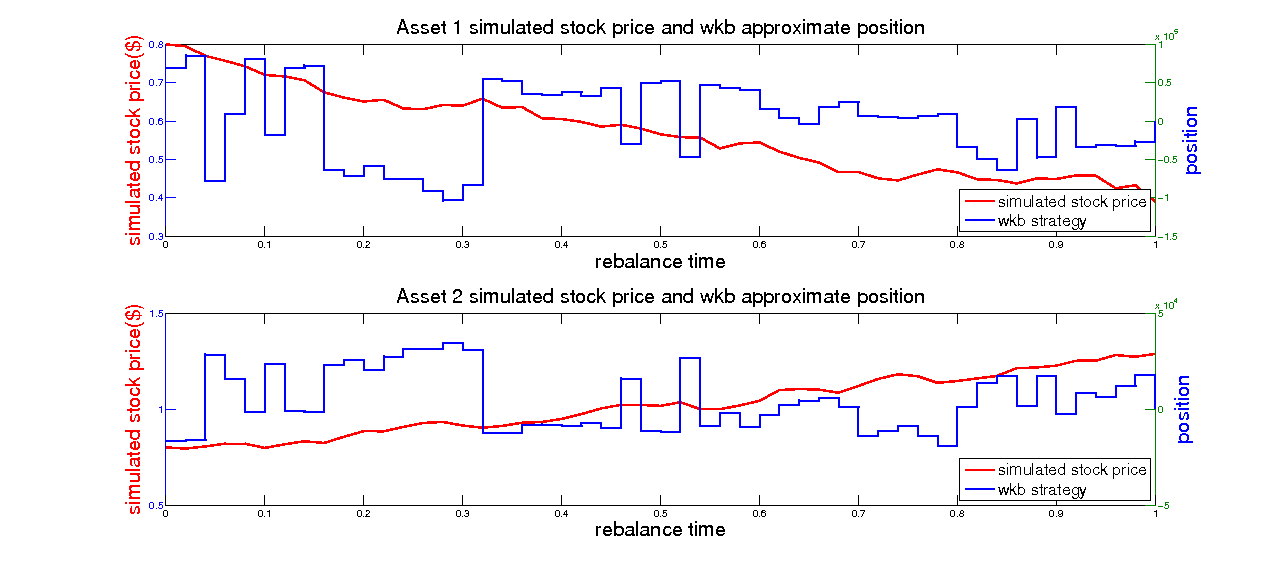 Asset 1 simulated stock price and wkb approximate position
x 10^5
simulated stock price($)
0.8
0.7
0.6
0.5
0.4
0.3
1
0.5
0
-0.5
-1
-1.5
position
simulated stock price
wkb strategy
0 0.1 0.2 0.3 0.4 0.5 0.6 0.7 0.8 0.9 1
rebalance time
Asset 2 simulated stock price and wkb approximate position
x 10^4
simulated stock price($)
1.5
1
0.5
5
0
-5
position
simulated stock price
wkb strategy
0 0.1 0.2 0.3 0.4 0.5 0.6 0.7 0.8 0.9 1
rebalance time